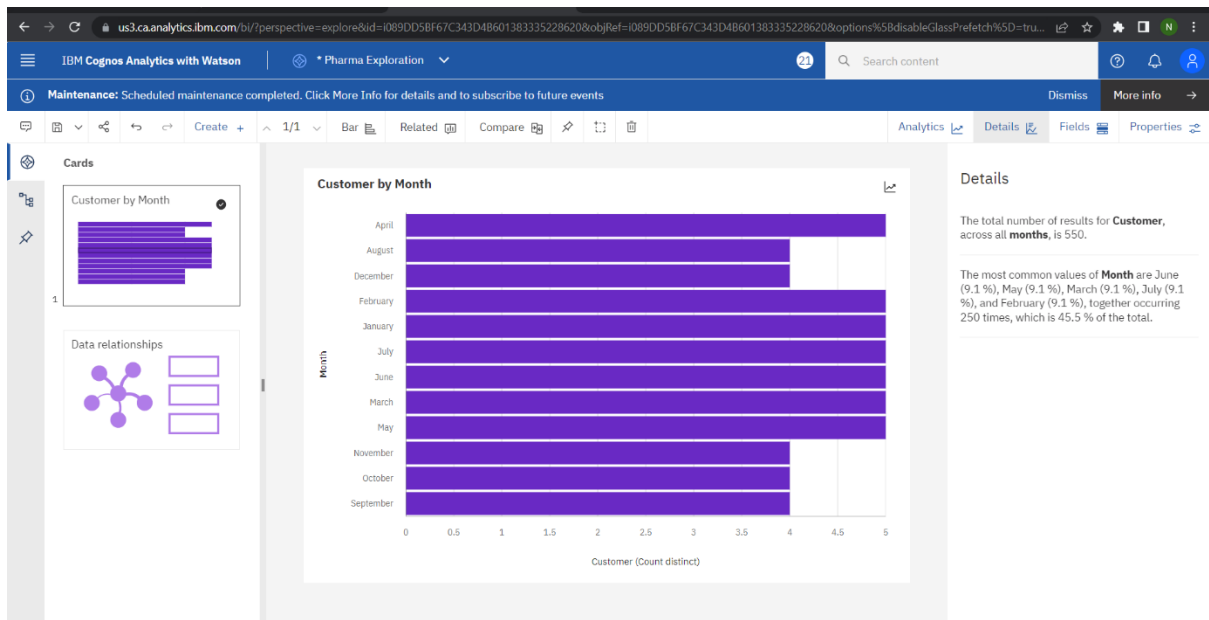 us3.ca.analytics.ibm.com/bi/?perspective=explore&id=i089DD5BF67C343D4B601383335228620&objRef=i089DD5BF67C343D4B601383335228620&options%5BdisableGlassPrefetch%5D=tru...
N
IBM Cognos Analytics with Watson
* Pharma Exploration
21
Search content
Maintenance: Scheduled maintenance completed. Click More Info for details and to subscribe to future events
Dismiss
More info
Create +
1/1
Bar
Related
Compare
Analytics
Details
Fields
Properties
Cards
Customer by Month
1
Data relationships
Customer by Month
Month
April
August
December
February
January
July
June
March
May
November
October
September
0 0.5 1 1.5 2 2.5 3 3.5 4 4.5 5
Customer (Count distinct)
Details
The total number of results for Customer,
across all months, is 550.
The most common values of Month are June
(9.1 %), May (9.1 %), March (9.1 %), July (9.1
%), and February (9.1 %), together occurring
250 times, which is 45.5 % of the total.